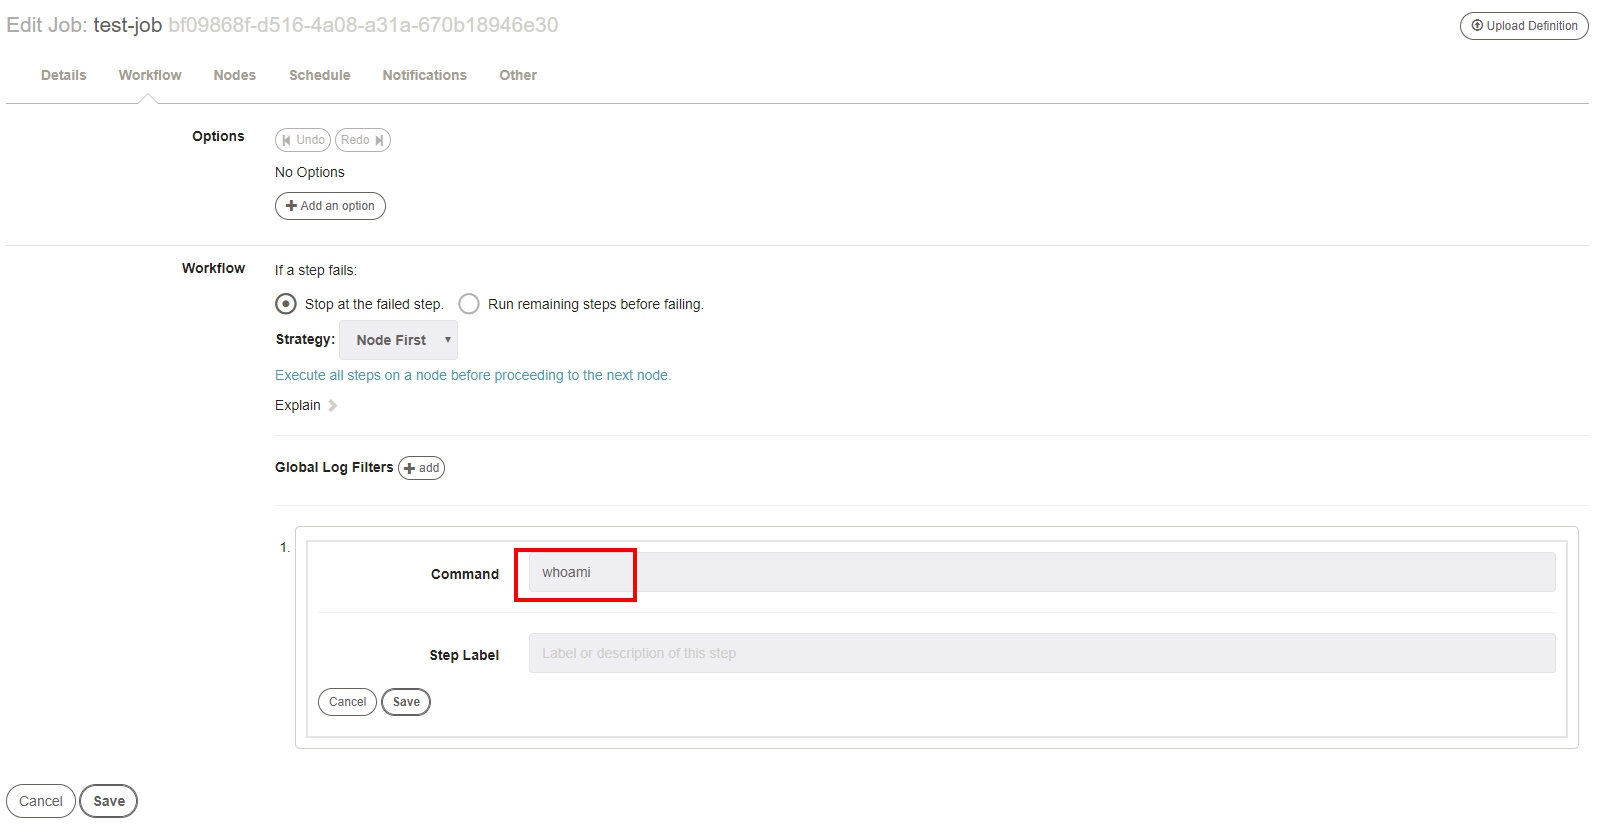 Edit Job: test-job bf09868f-d516-4a08-a31a-670b18946e30
Upload Definition
Details Workflow Nodes Schedule Notifications Other
Options
Undo Redo
No Options
Add an option
Workflow
If a step fails:
Stop at the failed step. Run remaining steps before failing.
Strategy: Node First
Execute all steps on a node before proceeding to the next node.
Explain
Global Log Filters add
1.
Command whoami
Step Label Label or description of this step
Cancel Save
Cancel Save